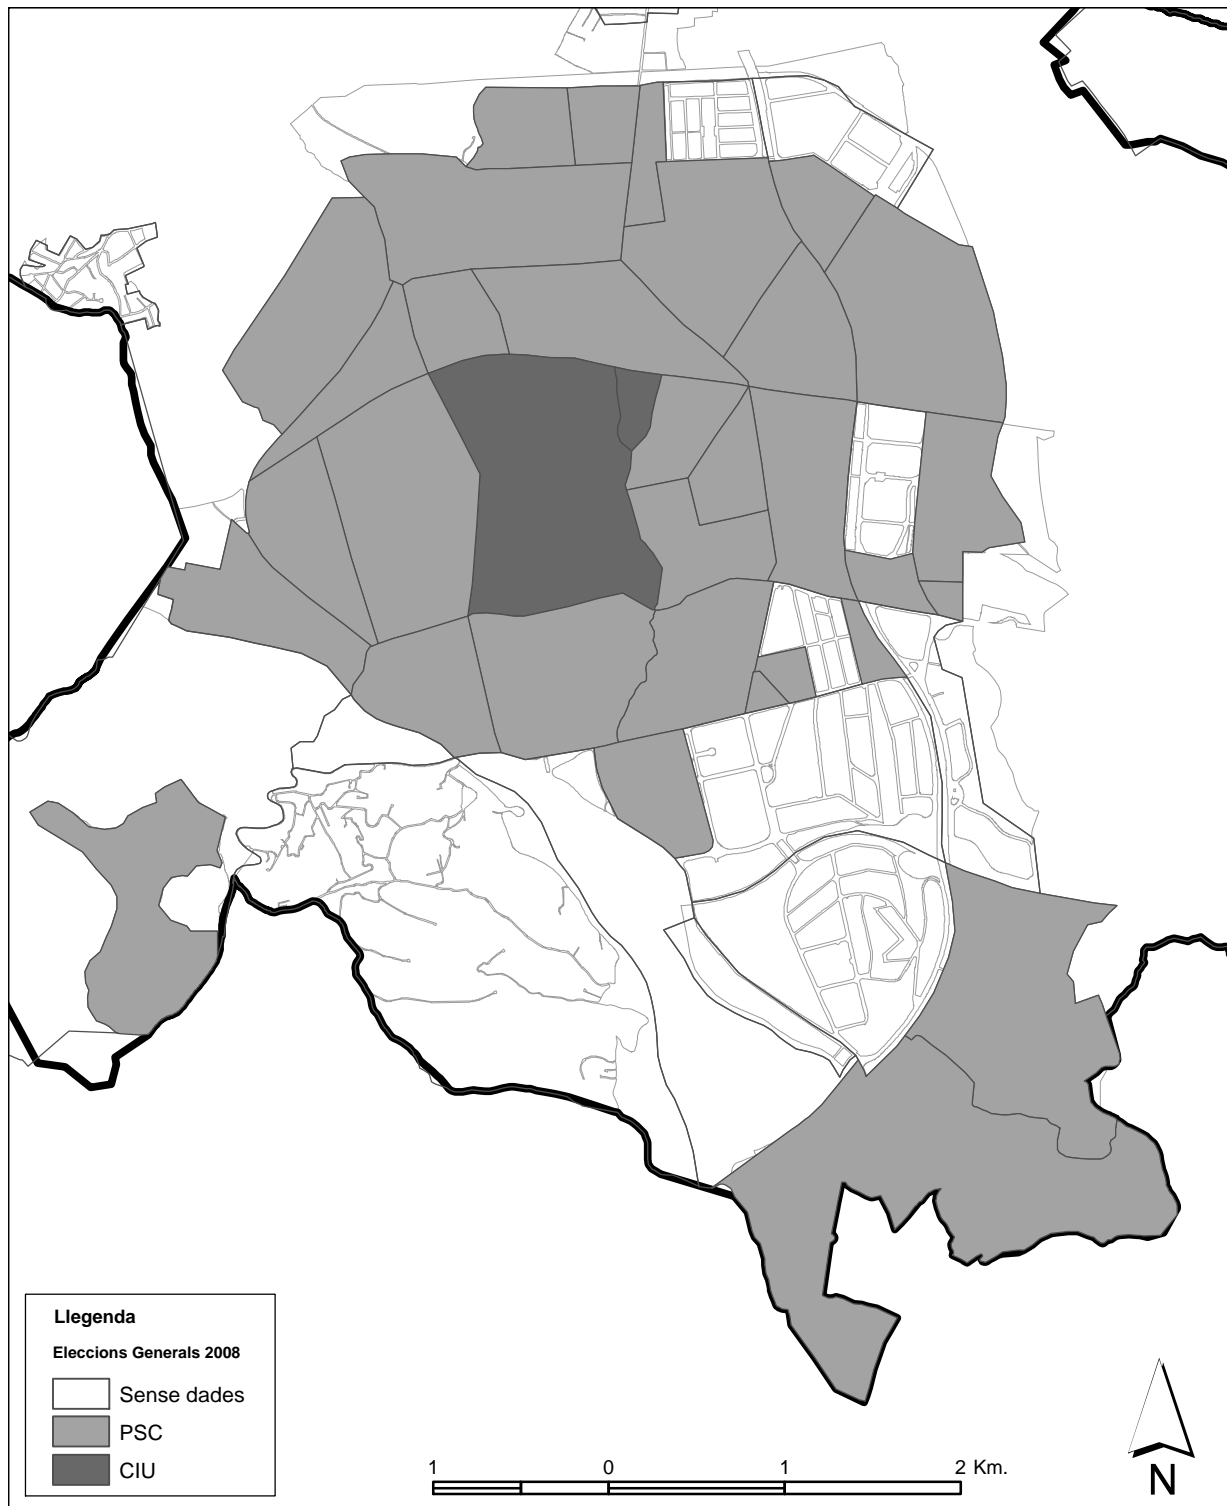 Llegenda
Eleccions Generals 2008
Sense dades
PSC
CIU
1 0 1 2 Km.
N